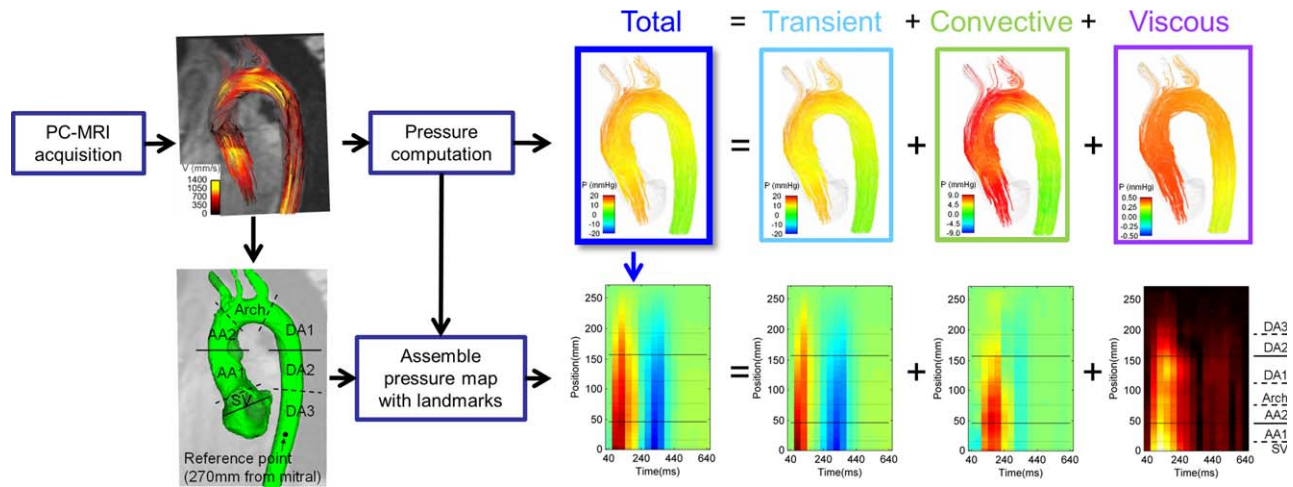 Total = Transient + Convective + Viscous
PC-MRI
acquisition
V (mm/s)
1400
1050
700
350
0
Pressure
computation
P (mmHg)
20
10
0
-10
-20
=
P (mmHg)
20
10
0
-10
-20
+
P (mmHg)
9.0
4.5
0
-4.5
-9.0
+
P (mmHg)
0.50
0.25
0
-0.25
-0.50
Arch
AA2
DA1
AA1
DA2
SV
DA3
Reference point
(270mm from mitral)
Assemble
pressure map
with landmarks
Position(mm)
250
200
150
100
50
0
40 240 440 640
Time(ms)
=
Position(mm)
250
200
150
100
50
0
40 240 440 640
Time(ms)
+
Position(mm)
250
200
150
100
50
0
40 240 440 640
Time(ms)
+
Position(mm)
250
200
150
100
50
0
40 240 440 640
Time(ms)
DA3
DA2
DA1
Arch
AA2
AA1
SV